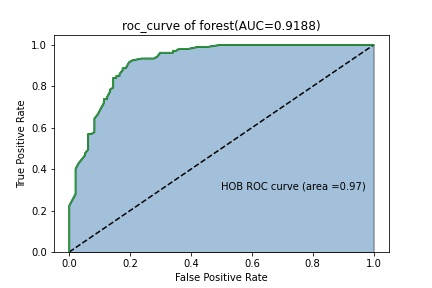 roc_curve of forest(AUC=0.9188)
True Positive Rate
1.0
0.8
0.6
0.4
0.2
0.0
HOB ROC curve (area =0.97)
0.0 0.2 0.4 0.6 0.8 1.0
False Positive Rate